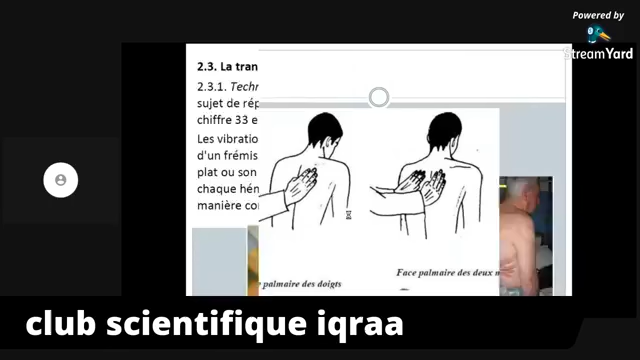 Powered by
StreamYard
2.3. La tran
2.3.1. Techn
sujet de rép
chiffre 33 e
Les vibratio
d'un frémis
plat ou son
chaque hém
manière co
palmaire des doigts
Face palmaire des deux m
club scientifique iqraa